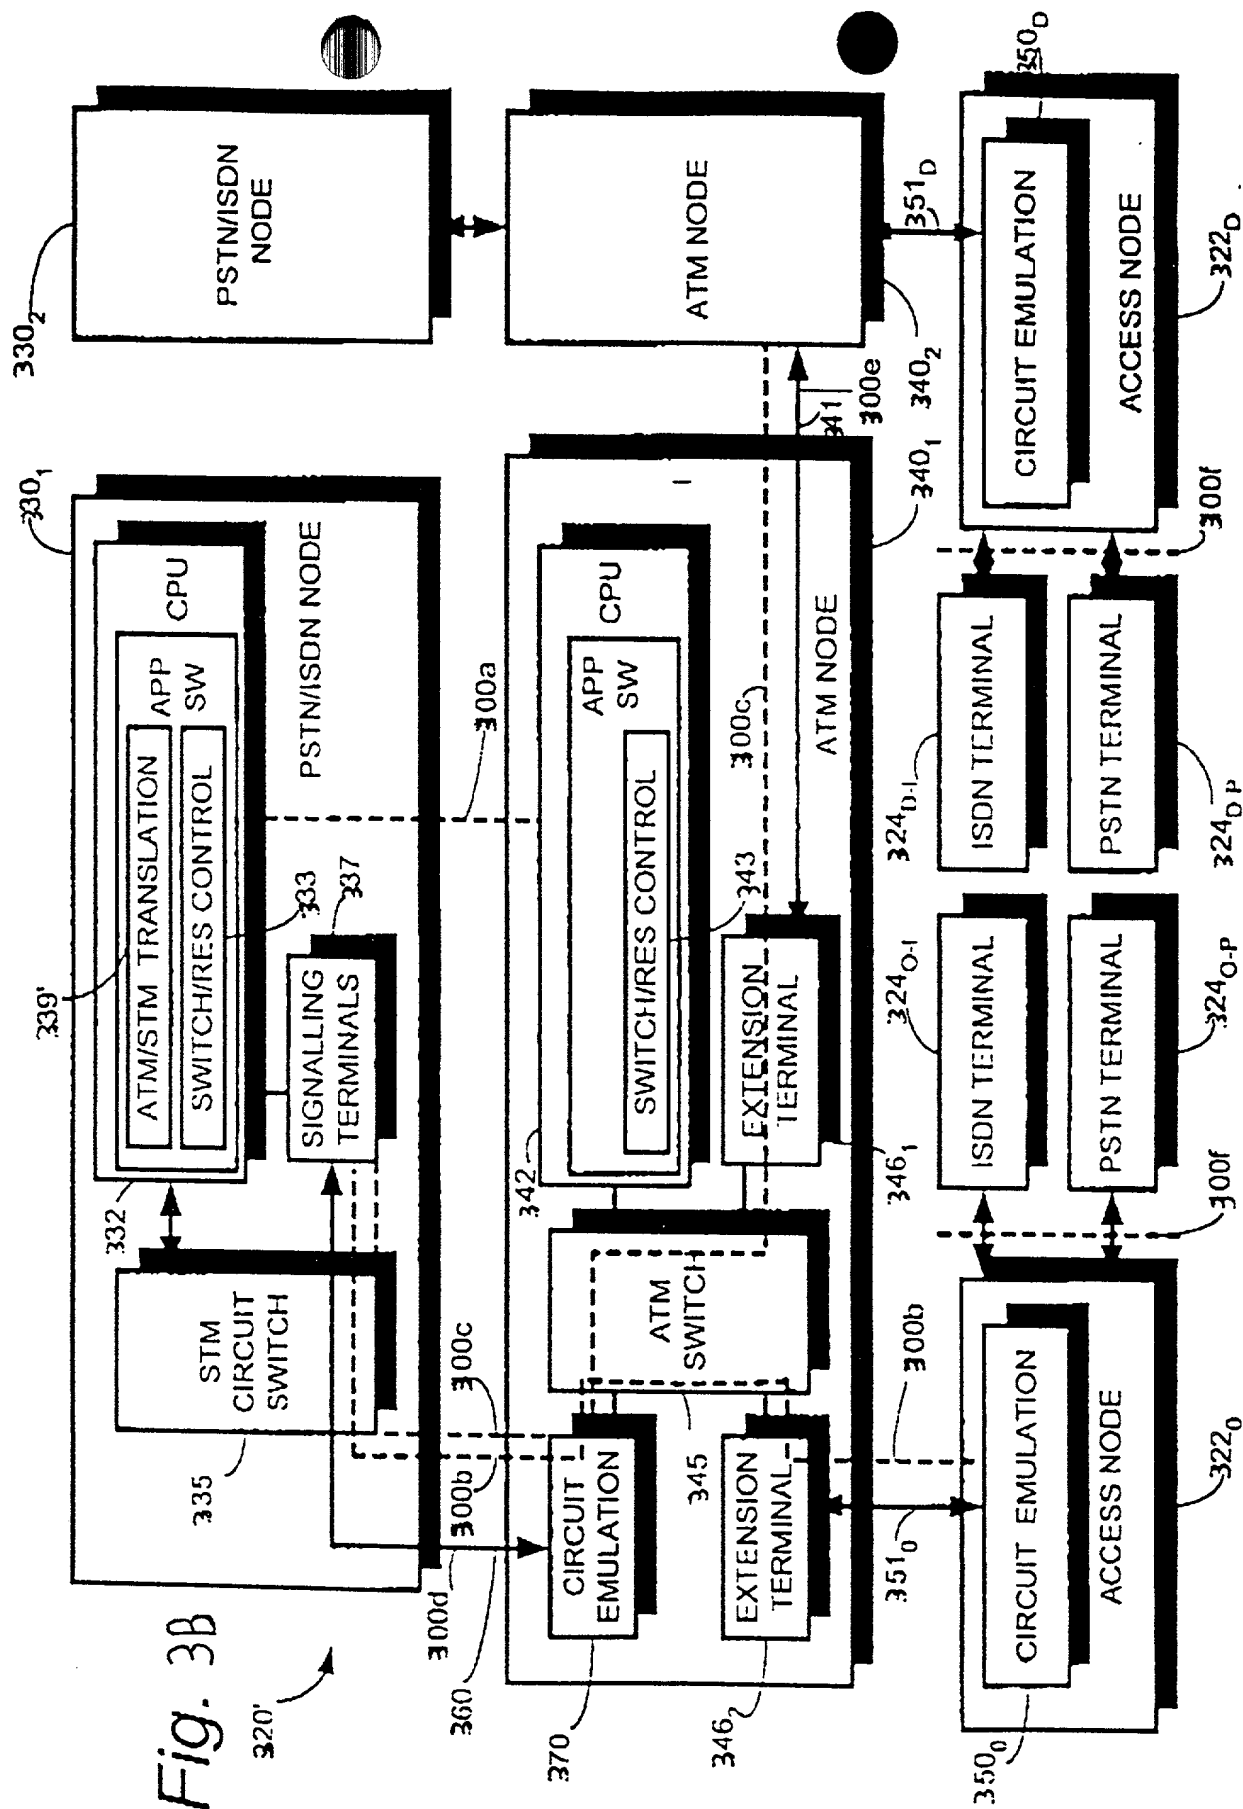 Fig. 3B
320'
330₁
330₂
339'
ATM/STM TRANSLATION
SWITCH/RES CONTROL
APP
SW
CPU
332
333
337
335
STM
CIRCUIT
SWITCH
SIGNALLING
TERMINALS
PSTN/ISDN NODE
PSTN/ISDN
NODE
300a
300b
300c
300d
360
342
SWITCH/RES CONTROL
343
APP
SW
CPU
300c
341
300e
ATM NODE
340₂
370
CIRCUIT
EMULATION
ATM
SWITCH
345
EXTENSION
TERMINAL
346₁
EXTENSION
TERMINAL
346₂
ATM NODE
340₁
351₀
300b
351D
350₀
CIRCUIT EMULATION
ACCESS NODE
322₀
300f
324O-I
ISDN TERMINAL
PSTN TERMINAL
324O-P
324D-I
ISDN TERMINAL
PSTN TERMINAL
324D-P
300f
350D
CIRCUIT EMULATION
ACCESS NODE
322D